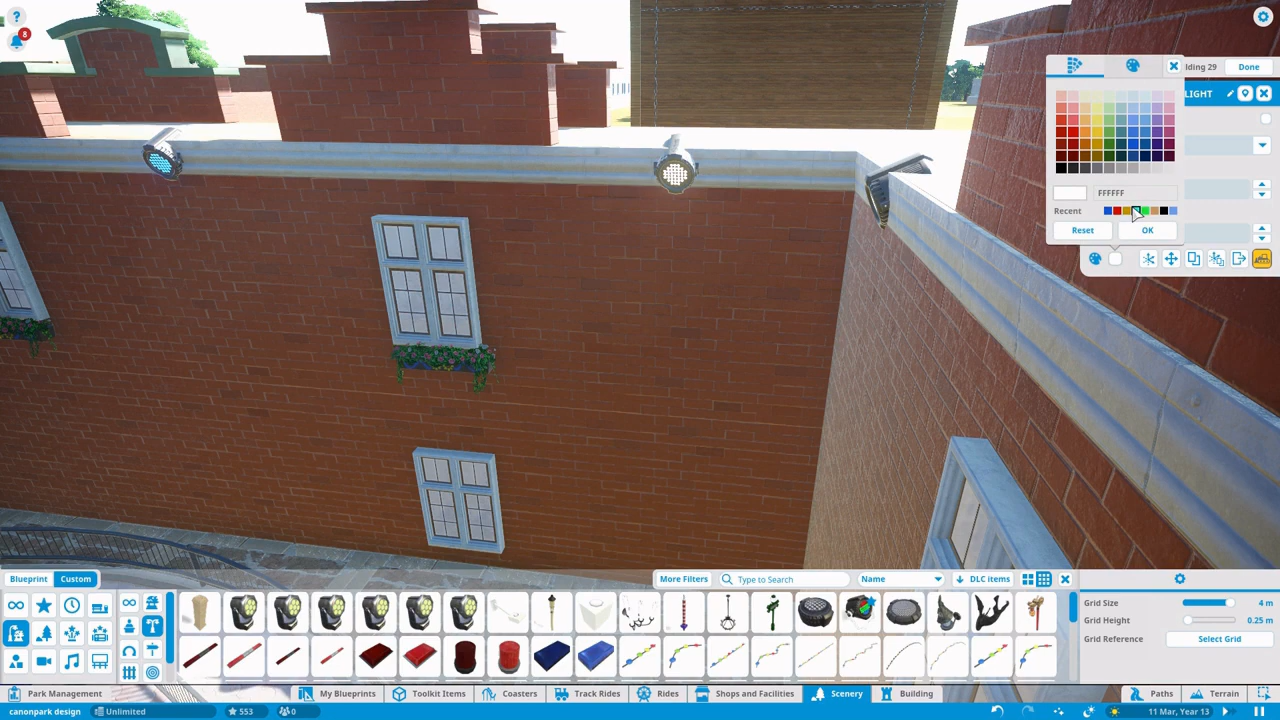 ?
8
lding 29
Done
LIGHT
FFFFFF
Recent
Reset
OK
Blueprint
Custom
More Filters
Type to Search
Name
DLC items
Grid Size
4 m
Grid Height
0.25 m
Grid Reference
Select Grid
Park Management
My Blueprints
Toolkit Items
Coasters
Track Rides
Rides
Shops and Facilities
Scenery
Building
Paths
Terrain
canonpark design
Unlimited
553
0
11 Mar, Year 13